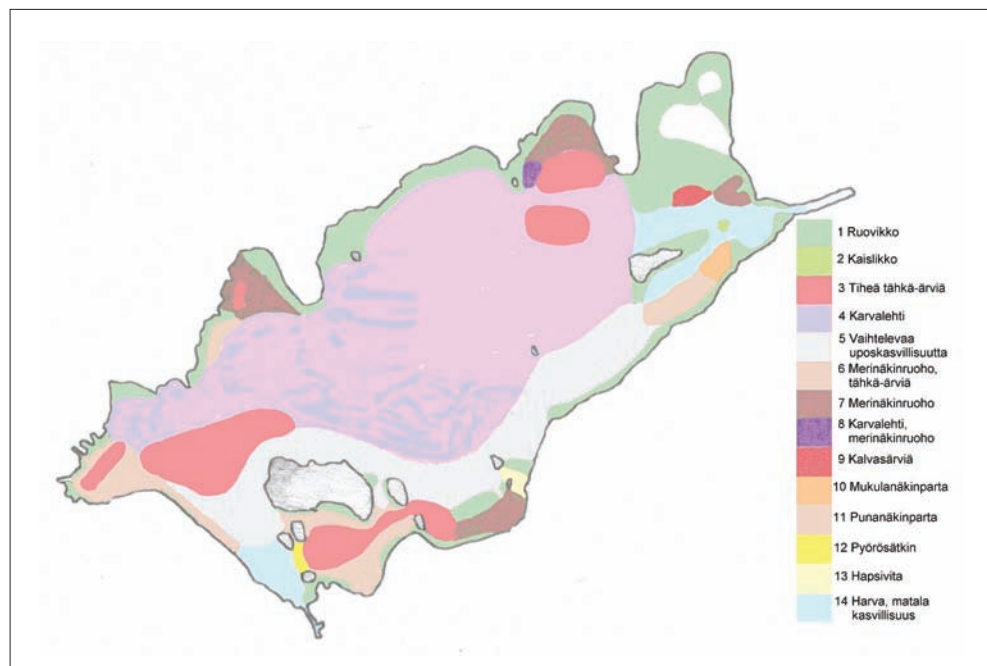 1 Ruovikko
2 Kaislikko
3 Tiheä tähkä-ärviä
4 Karvalehti
5 Vaihtelevaa
uposkasvillisuutta
6 Merinäkinruoho,
tähkä-ärviä
7 Merinäkinruoho
8 Karvalehti,
merinäkinruoho
9 Kalvasärviä
10 Mukulanäkinparta
11 Punanäkinparta
12 Pyörösätkin
13 Hapsivita
14 Harva, matala
kasvillisuus